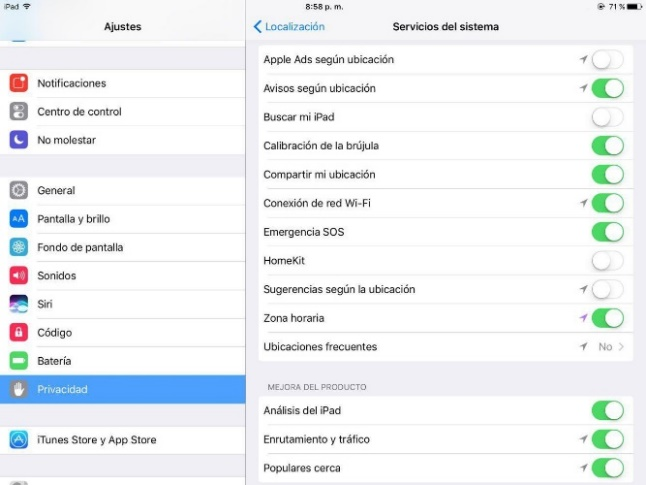 iPad
8:58 p. m.
71 %
Ajustes
Localización
Servicios del sistema
Notificaciones
Centro de control
No molestar
General
AA
Pantalla y brillo
Fondo de pantalla
Sonidos
Siri
Código
Batería
Privacidad
iTunes Store y App Store
Apple Ads según ubicación
Avisos según ubicación
Buscar mi iPad
Calibración de la brújula
Compartir mi ubicación
Conexión de red Wi-Fi
Emergencia SOS
HomeKit
Sugerencias según la ubicación
Zona horaria
Ubicaciones frecuentes No
MEJORA DEL PRODUCTO
Análisis del iPad
Enrutamiento y tráfico
Populares cerca